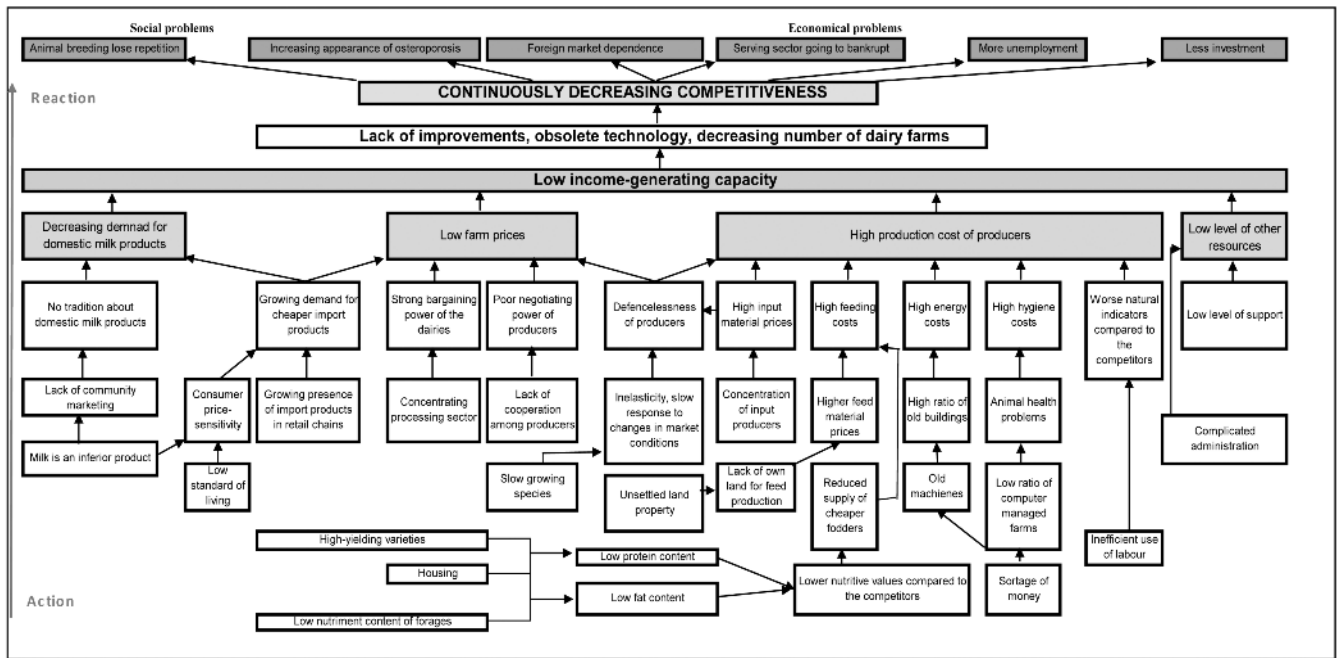 Social problems
Economical problems
Animal breeding lose repetition
Increasing appearance of osteroporosis
Foreign market dependence
Serving sector going to bankrupt
More unemployment
Less investment
Reaction
CONTINUOUSLY DECREASING COMPETITIVENESS
Lack of improvements, obsolete technology, decreasing number of dairy farms
Low income-generating capacity
Decreasing demnad for
domestic milk products
Low farm prices
High production cost of producers
Low level of other
resources
No tradition about
domestic milk products
Growing demand for
cheaper import
products
Strong bargaining
power of the
dairies
Poor negotiating
power of
producers
Defencelessness
of producers
High input
material prices
High feeding
costs
High energy
costs
High hygiene
costs
Worse natural
indicators
compared to
the
competitors
Low level of support
Lack of community
marketing
Consumer
price-
sensitivity
Growing presence
of import products
in retail chains
Concentrating
processing sector
Lack of
cooperation
among producers
Inelasticity, slow
response to
changes in market
conditions
Concentration
of input
producers
Higher feed
material
prices
High ratio of
old buildings
Animal health
problems
Complicated
administration
Milk is an inferior product
Low
standard of
living
Slow growing
species
Unsettled land
property
Lack of own
land for feed
production
Reduced
supply of
cheaper
fodders
Old
machienes
Low ratio of
computer
managed
farms
Inefficient use
of labour
High-yielding varieties
Housing
Low nutriment content of forages
Low protein content
Low fat content
Lower nutritive values compared to
the competitors
Sortage of
money
Action